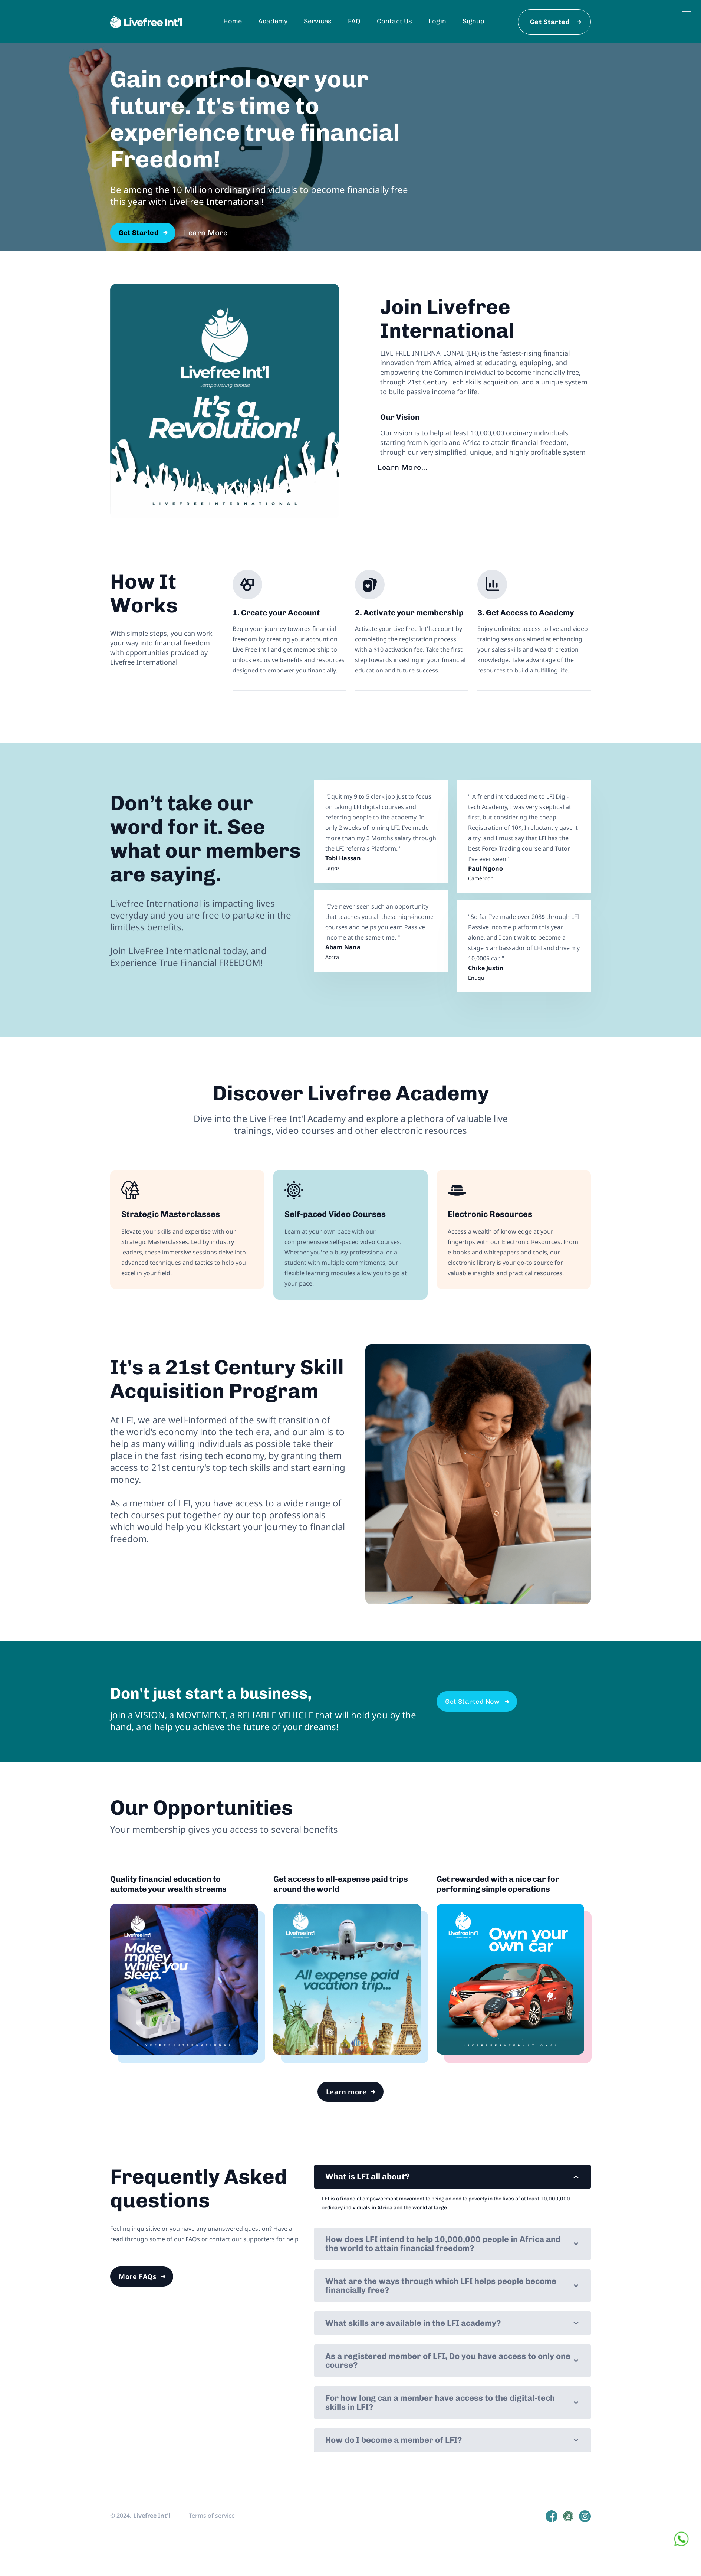 Livefree Int'l
Home
Academy
Services
FAQ
Contact Us
Login
Signup
Get Started
Gain control over your
future. It's time to
experience true financial
Freedom!
Be among the 10 Million ordinary individuals to become financially free
this year with LiveFree International!
Get Started
Learn More
Livefree Int'l
...empowering people
It's a
Revolution!
LIVEFREE INTERNATIONAL
Join Livefree
International
LIVE FREE INTERNATIONAL (LFI) is the fastest-rising financial
innovation from Africa, aimed at educating, equipping, and
empowering the Common individual to become financially free,
through 21st Century Tech skills acquisition, and a unique system
to build passive income for life.
Our Vision
Our vision is to help at least 10,000,000 ordinary individuals
starting from Nigeria and Africa to attain financial freedom,
through our very simplified, unique, and highly profitable system
Learn More...
How It
Works
With simple steps, you can work
your way into financial freedom
with opportunities provided by
Livefree International
1. Create your Account
Begin your journey towards financial
freedom by creating your account on
Live Free Int'l and get membership to
unlock exclusive benefits and resources
designed to empower you financially.
2. Activate your membership
Activate your Live Free Int'l account by
completing the registration process
with a $10 activation fee. Take the first
step towards investing in your financial
education and future success.
3. Get Access to Academy
Enjoy unlimited access to live and video
training sessions aimed at enhancing
your sales skills and wealth creation
knowledge. Take advantage of the
resources to build a fulfilling life.
Don’t take our
word for it. See
what our members
are saying.
Livefree International is impacting lives
everyday and you are free to partake in the
limitless benefits.
Join LiveFree International today, and
Experience True Financial FREEDOM!
"I quit my 9 to 5 clerk job just to focus
on taking LFI digital courses and
referring people to the academy. In
only 2 weeks of joining LFI, I've made
more than my 3 Months salary through
the LFI referrals Platform. "
Tobi Hassan
Lagos
"I've never seen such an opportunity
that teaches you all these high-income
courses and helps you earn Passive
income at the same time. "
Abam Nana
Accra
" A friend introduced me to LFI Digi-
tech Academy, I was very skeptical at
first, but considering the cheap
Registration of 10$, I reluctantly gave it
a try, and I must say that LFI has the
best Forex Trading course and Tutor
I've ever seen"
Paul Ngono
Cameroon
"So far I've made over 208$ through LFI
Passive income platform this year
alone, and I can't wait to become a
stage 5 ambassador of LFI and drive my
10,000$ car. "
Chike Justin
Enugu
Discover Livefree Academy
Dive into the Live Free Int'l Academy and explore a plethora of valuable live
trainings, video courses and other electronic resources
Strategic Masterclasses
Elevate your skills and expertise with our
Strategic Masterclasses. Led by industry
leaders, these immersive sessions delve into
advanced techniques and tactics to help you
excel in your field.
Self-paced Video Courses
Learn at your own pace with our
comprehensive Self-paced video Courses.
Whether you're a busy professional or a
student with multiple commitments, our
flexible learning modules allow you to go at
your pace.
Electronic Resources
Access a wealth of knowledge at your
fingertips with our Electronic Resources. From
e-books and whitepapers and tools, our
electronic library is your go-to source for
valuable insights and practical resources.
It's a 21st Century Skill
Acquisition Program
At LFI, we are well-informed of the swift transition of
the world's economy into the tech era, and our aim is to
help as many willing individuals as possible take their
place in the fast rising tech economy, by granting them
access to 21st century's top tech skills and start earning
money.
As a member of LFI, you have access to a wide range of
tech courses put together by our top professionals
which would help you Kickstart your journey to financial
freedom.
Don't just start a business,
join a VISION, a MOVEMENT, a RELIABLE VEHICLE that will hold you by the
hand, and help you achieve the future of your dreams!
Get Started Now
Our Opportunities
Your membership gives you access to several benefits
Quality financial education to
automate your wealth streams
Livefree Int'l
Make
money
while you
sleep.
LIVEFREE INTERNATIONAL
Get access to all-expense paid trips
around the world
Livefree Int'l
All expense paid
vacation trip...
Get rewarded with a nice car for
performing simple operations
Livefree Int'l
Own your
own car
LIVEFREE INTERNATIONAL
Learn more
Frequently Asked
questions
Feeling inquisitive or you have any unanswered question? Have a
read through some of our FAQs or contact our supporters for help
More FAQs
What is LFI all about?
LFI is a financial empowerment movement to bring an end to poverty in the lives of at least 10,000,000
ordinary individuals in Africa and the world at large.
How does LFI intend to help 10,000,000 people in Africa and
the world to attain financial freedom?
What are the ways through which LFI helps people become
financially free?
What skills are available in the LFI academy?
As a registered member of LFI, Do you have access to only one
course?
For how long can a member have access to the digital-tech
skills in LFI?
How do I become a member of LFI?
© 2024. Livefree Int'l
Terms of service